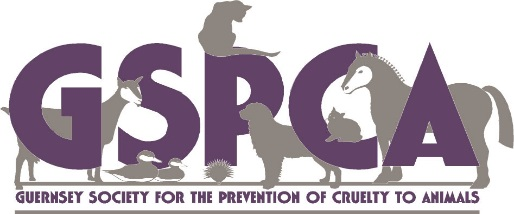 GSPCA
GUERNSEY SOCIETY FOR THE PREVENTION OF CRUELTY TO ANIMALS